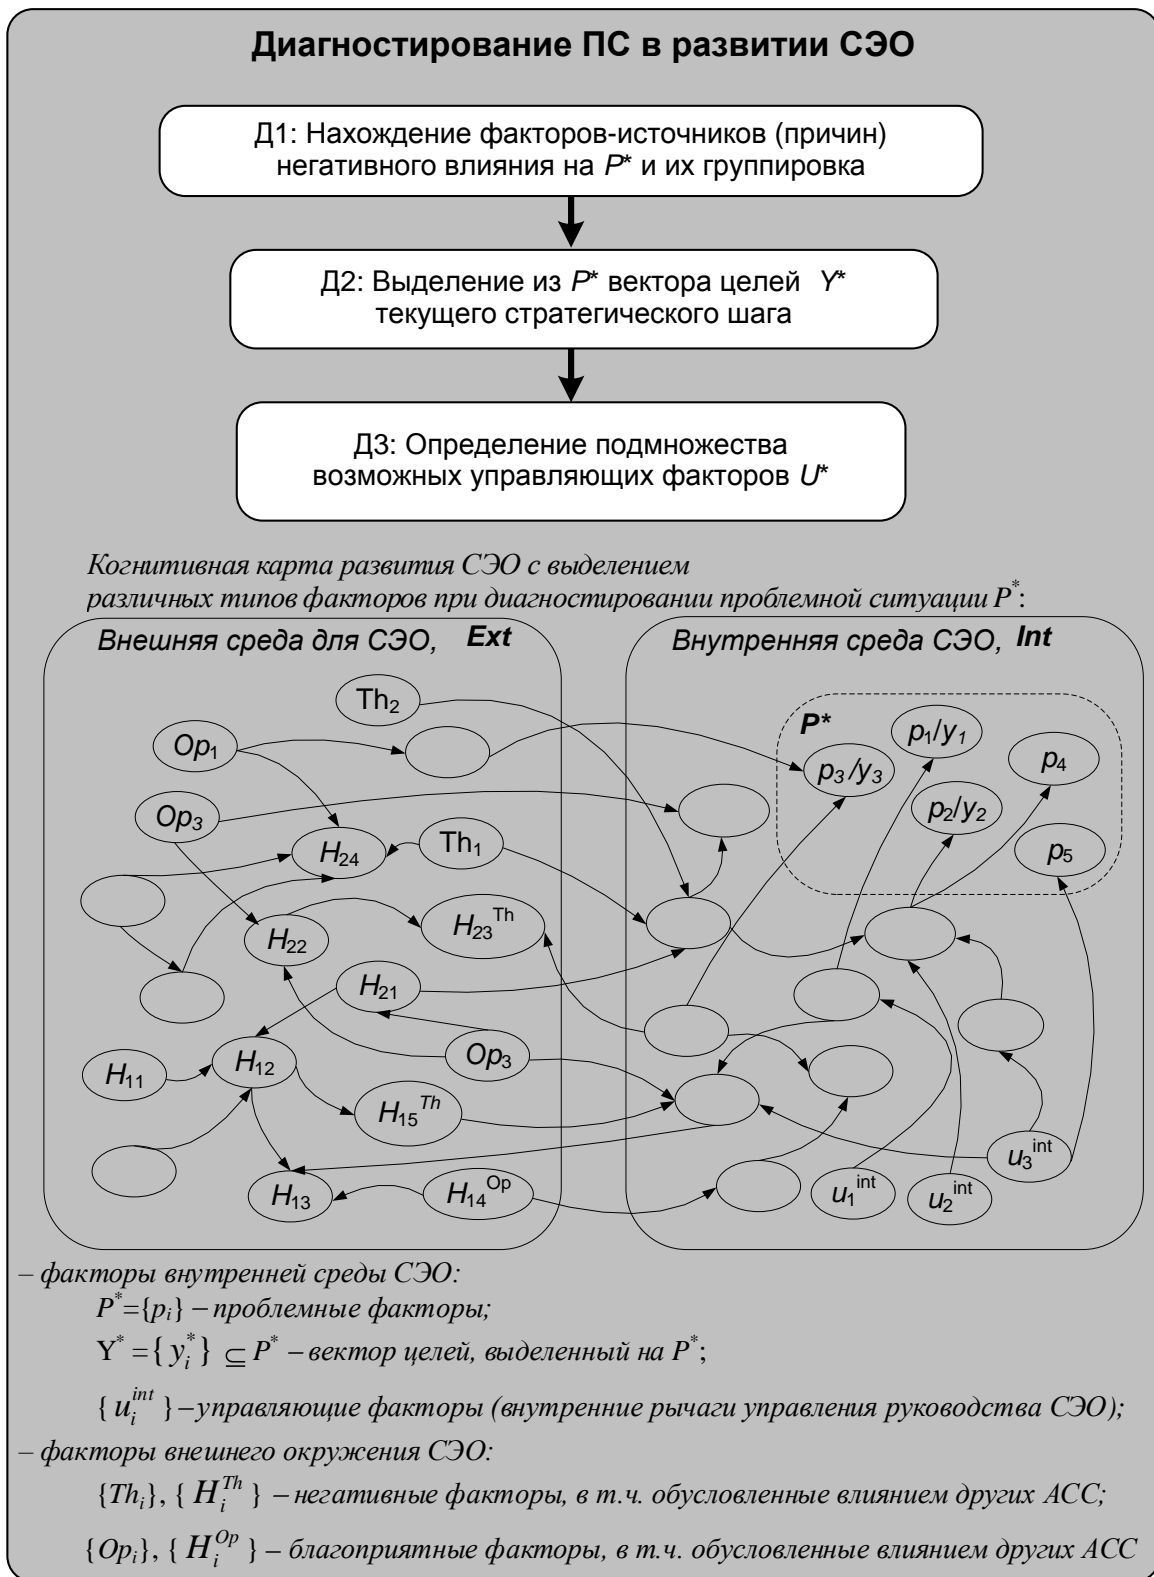 Диагностирование ПС в развитии СЭО
Д1: Нахождение факторов-источников (причин)
негативного влияния на P* и их группировка
Д2: Выделение из P* вектора целей Y*
текущего стратегического шага
Д3: Определение подмножества
возможных управляющих факторов U*
Когнитивная карта развития СЭО с выделением
различных типов факторов при диагностировании проблемной ситуации P*:
Внешняя среда для СЭО, Ext
Внутренняя среда СЭО, Int
Th₂
Op₁
Op₃
H₂₄
Th₁
H₂₂
H₂₃ᵀʰ
H₂₁
H₁₁
H₁₂
Op₃
H₁₅ᵀʰ
H₁₃
H₁₄ᴼᵖ
P*
p₁/y₁
p₃/y₃
p₄
p₂/y₂
p₅
u₃ⁱⁿᵗ
u₁ⁱⁿᵗ
u₂ⁱⁿᵗ
– факторы внутренней среды СЭО:
P*={pᵢ} – проблемные факторы;
Y* ={ yᵢ* } ⊆ P* – вектор целей, выделенный на P*;
{ uᵢⁱⁿᵗ } – управляющие факторы (внутренние рычаги управления руководства СЭО);
– факторы внешнего окружения СЭО:
{Thᵢ}, { Hᵢᵀʰ } – негативные факторы, в т.ч. обусловленные влиянием других АСС;
{Opᵢ}, { Hᵢᴼᵖ } – благоприятные факторы, в т.ч. обусловленные влиянием других АСС